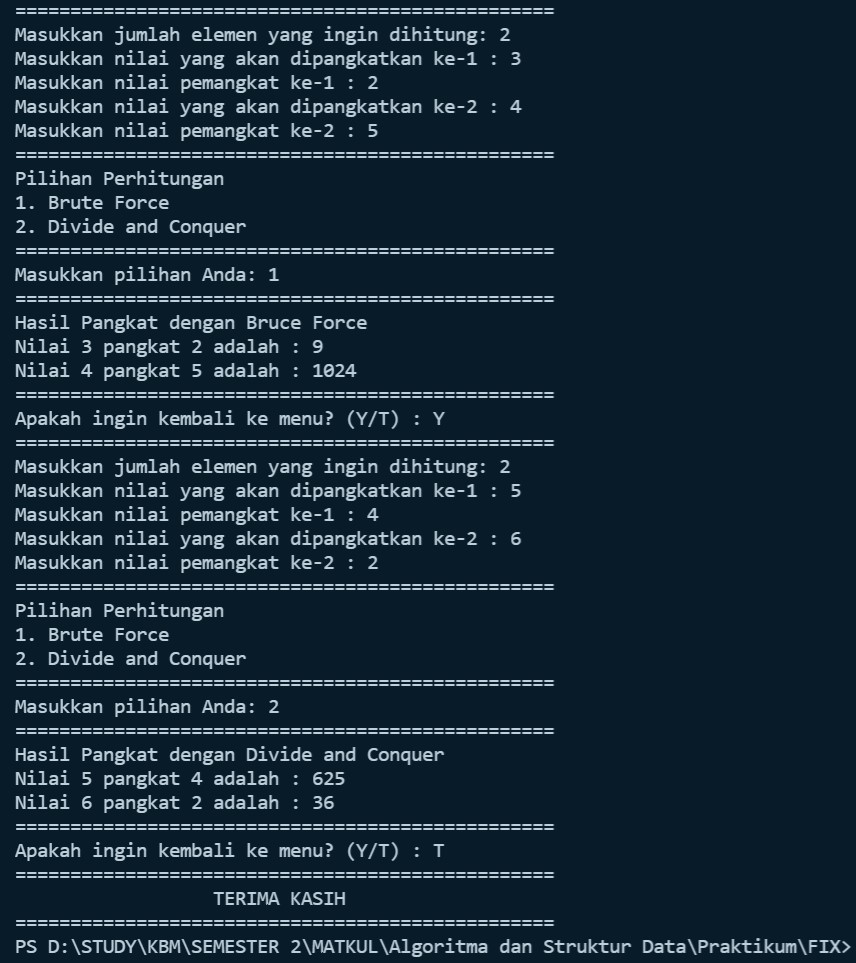 =================================================
Masukkan jumlah elemen yang ingin dihitung: 2
Masukkan nilai yang akan dipangkatkan ke-1 : 3
Masukkan nilai pemangkat ke-1 : 2
Masukkan nilai yang akan dipangkatkan ke-2 : 4
Masukkan nilai pemangkat ke-2 : 5
=================================================
Pilihan Perhitungan
1. Brute Force
2. Divide and Conquer
=================================================
Masukkan pilihan Anda: 1
=================================================
Hasil Pangkat dengan Bruce Force
Nilai 3 pangkat 2 adalah : 9
Nilai 4 pangkat 5 adalah : 1024
=================================================
Apakah ingin kembali ke menu? (Y/T) : Y
=================================================
Masukkan jumlah elemen yang ingin dihitung: 2
Masukkan nilai yang akan dipangkatkan ke-1 : 5
Masukkan nilai pemangkat ke-1 : 4
Masukkan nilai yang akan dipangkatkan ke-2 : 6
Masukkan nilai pemangkat ke-2 : 2
=================================================
Pilihan Perhitungan
1. Brute Force
2. Divide and Conquer
=================================================
Masukkan pilihan Anda: 2
=================================================
Hasil Pangkat dengan Divide and Conquer
Nilai 5 pangkat 4 adalah : 625
Nilai 6 pangkat 2 adalah : 36
=================================================
Apakah ingin kembali ke menu? (Y/T) : T
=================================================
TERIMA KASIH
=================================================
PS D:\STUDY\KBM\SEMESTER 2\MATKUL\Algoritma dan Struktur Data\Praktikum\FIX>